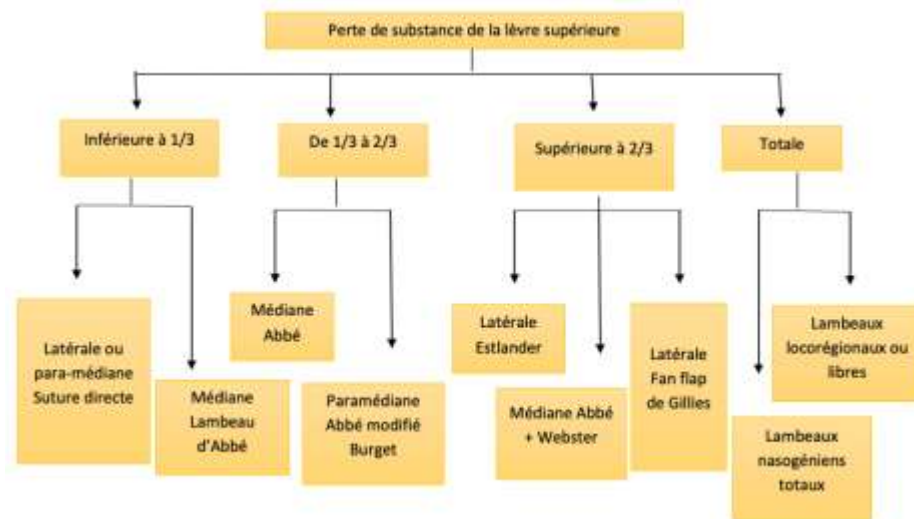 Perte de substance de la lèvre supérieure
Inférieure à 1/3
De 1/3 à 2/3
Supérieure à 2/3
Totale
Latérale ou
para-médiane
Suture directe
Médiane
Lambeau
d'Abbé
Médiane
Abbé
Paramédiane
Abbé modifié
Burget
Latérale
Estlander
Médiane Abbé
+ Webster
Latérale
Fan flap
de Gillies
Lambeaux
nasogéniens
totaux
Lambeaux
locorégionaux ou
libres